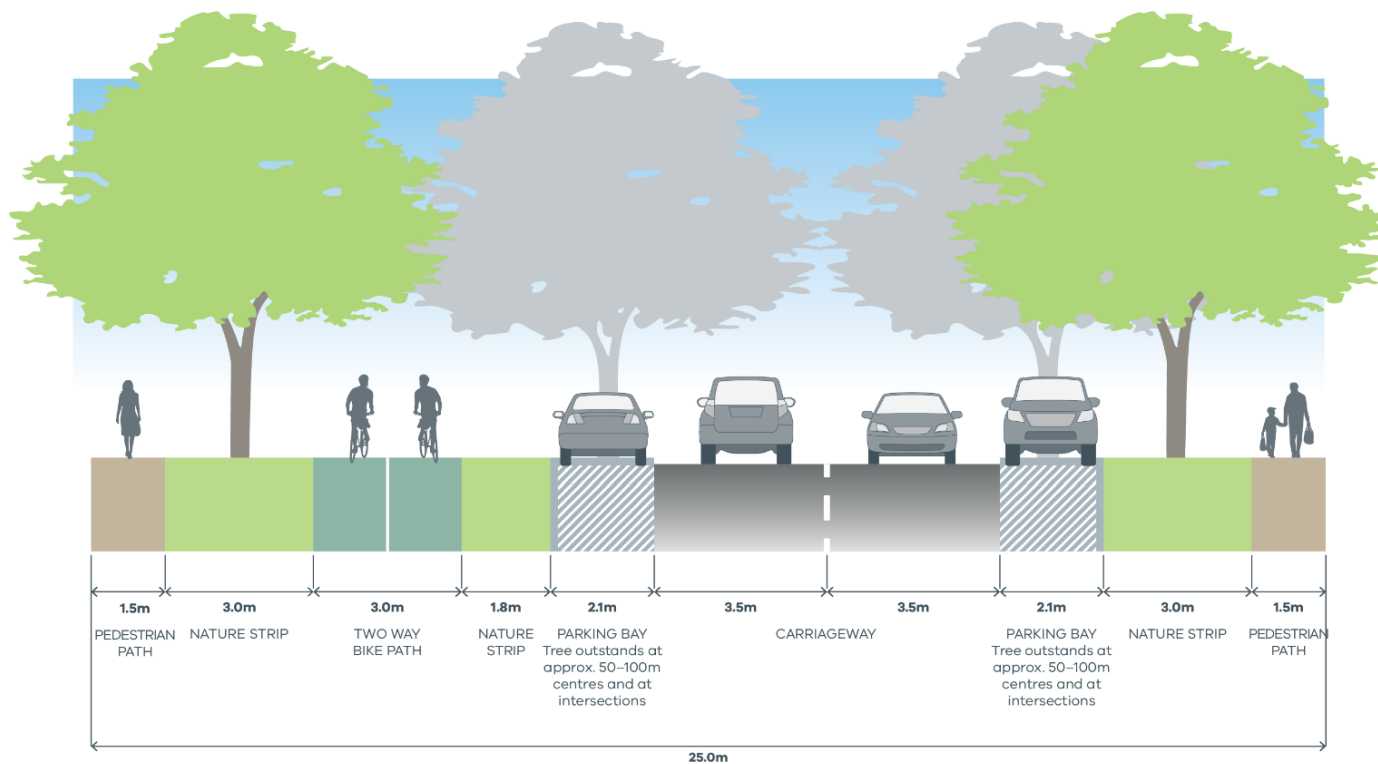 1.5m
3.0m
3.0m
1.8m
2.1m
3.5m
3.5m
2.1m
3.0m
1.5m
PEDESTRIAN
PATH
NATURE STRIP
TWO WAY
BIKE PATH
NATURE
STRIP
PARKING BAY
Tree outstands at
approx. 50–100m
centres and at
intersections
CARRIAGEWAY
PARKING BAY
Tree outstands at
approx. 50–100m
centres and at
intersections
NATURE STRIP
PEDESTRIAN
PATH
25.0m